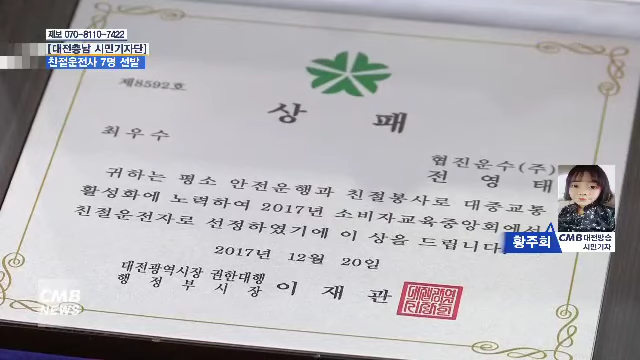 제보 070-8110-7422
[대전충남 시민기자단]
친절운전사 7명 선발
제8592호
상 패
최우수
협진운수(주)
전영태
귀하는 평소 안전운행과 친절봉사로 대중교통
활성화에 노력하여 2017년 소비자교육중앙회에서
친절운전자로 선정하였기에 이 상을 드립니다
2017년 12월 20일
대전광역시장 권한대행
행정부시장 이재관
황주희
CMB 대전방송
시민기자
CMB
NEWS